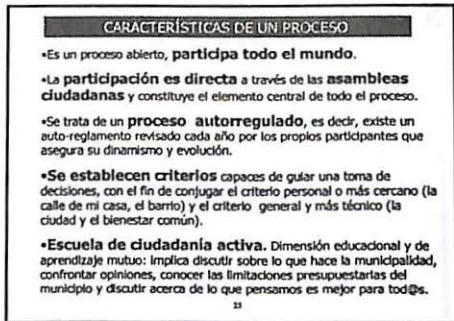 CARACTERÍSTICAS DE UN PROCESO
•Es un proceso abierto, participa todo el mundo.
•La participación es directa a través de las asambleas
ciudadanas y constituye el elemento central de todo el proceso.
•Se trata de un proceso autorregulado, es decir, existe un
auto-reglamento revisado cada año por los propios participantes que
asegura su dinamismo y evolución.
•Se establecen criterios capaces de guiar una toma de
decisiones, con el fin de conjugar el criterio personal o más cercano (la
calle de mi casa, el barrio) y el criterio general y más técnico (la
ciudad y el bienestar común).
•Escuela de ciudadanía activa. Dimensión educacional y de
aprendizaje mutuo: implica discutir sobre lo que hace la municipalidad,
confrontar opiniones, conocer las limitaciones presupuestarias del
municipio y discutir acerca de lo que pensamos es mejor para tod@s.